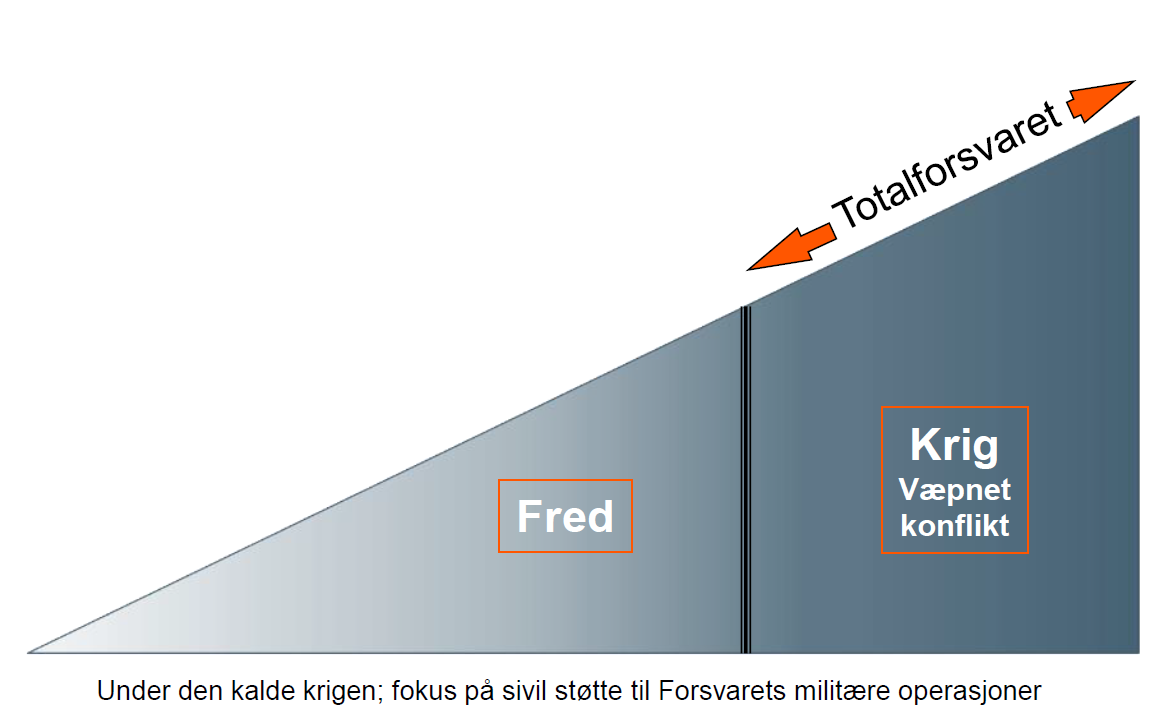 Totalforsvaret
Fred
Krig
Væpnet
konflikt
Under den kalde krigen; fokus på sivil støtte til Forsvarets militære operasjoner